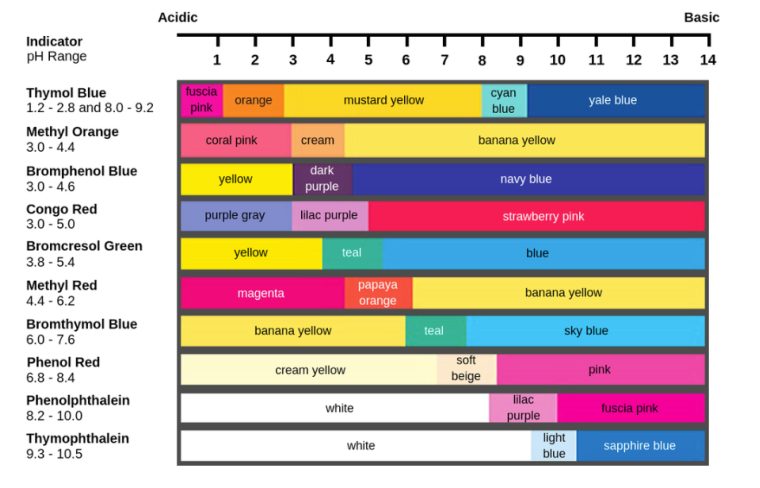 Acidic Basic
Indicator
pH Range
1 2 3 4 5 6 7 8 9 10 11 12 13 14
Thymol Blue
1.2 - 2.8 and 8.0 - 9.2
fuscia
pink
orange
mustard yellow
cyan
blue
yale blue
Methyl Orange
3.0 - 4.4
coral pink
cream
banana yellow
Bromphenol Blue
3.0 - 4.6
yellow
dark
purple
navy blue
Congo Red
3.0 - 5.0
purple gray
lilac purple
strawberry pink
Bromcresol Green
3.8 - 5.4
yellow
teal
blue
Methyl Red
4.4 - 6.2
magenta
papaya
orange
banana yellow
Bromthymol Blue
6.0 - 7.6
banana yellow
teal
sky blue
Phenol Red
6.8 - 8.4
cream yellow
soft
beige
pink
Phenolphthalein
8.2 - 10.0
white
lilac
purple
fuscia pink
Thymophthalein
9.3 - 10.5
white
light
blue
sapphire blue